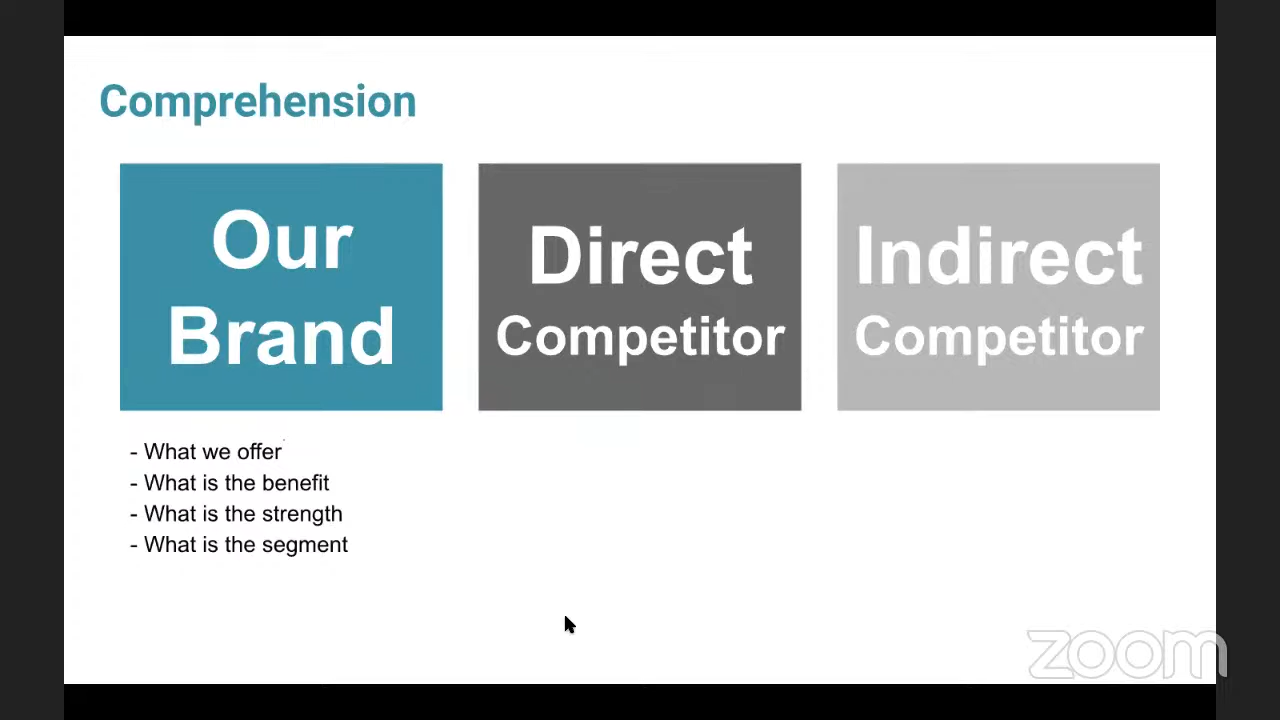 Comprehension
Our
Brand
Direct
Competitor
Indirect
Competitor
- What we offer
- What is the benefit
- What is the strength
- What is the segment
zoom